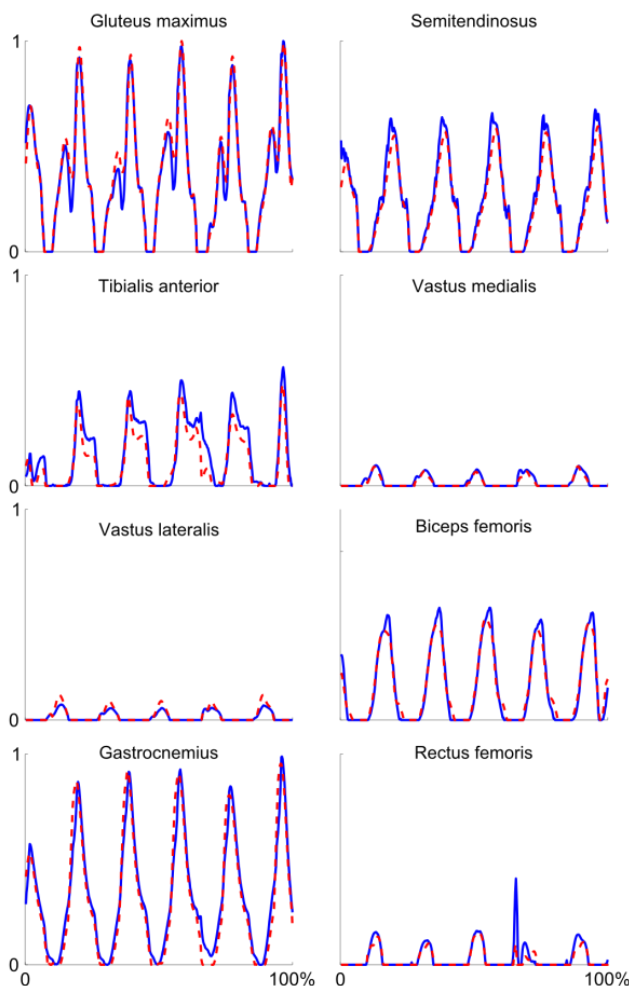 Gluteus maximus
Semitendinosus
1
0
Tibialis anterior
Vastus medialis
1
0
Vastus lateralis
Biceps femoris
1
0
Gastrocnemius
Rectus femoris
1
0
0 100% 0 100%